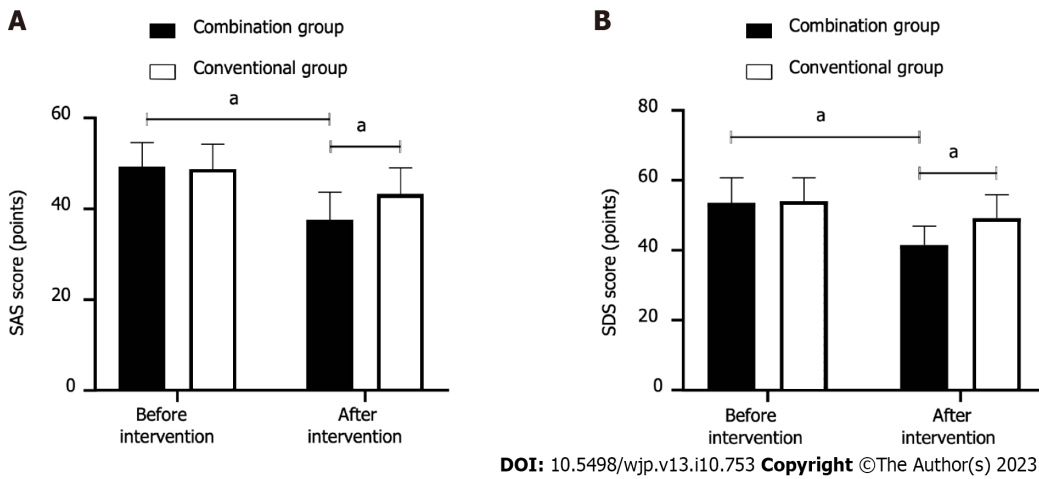 A
Combination group
Conventional group
a
a
60
40
20
0
SAS score (points)
Before
intervention
After
intervention
B
Combination group
Conventional group
a
a
80
60
40
20
0
SDS score (points)
Before
intervention
After
intervention
DOI: 10.5498/wjp.v13.i10.753 Copyright ©The Author(s) 2023